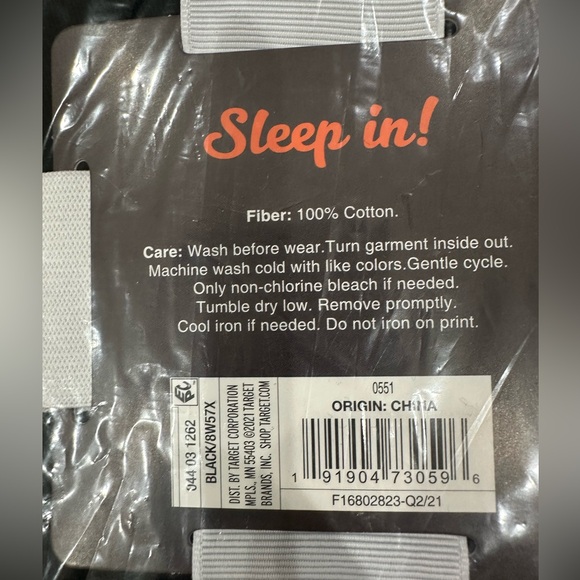 Sleep in!
Fiber: 100% Cotton.
Care: Wash before wear.Turn garment inside out.
Machine wash cold with like colors.Gentle cycle.
Only non-chlorine bleach if needed.
Tumble dry low. Remove promptly.
Cool iron if needed. Do not iron on print.
044 03 1262
BLACK/8W57X
DIST. BY TARGET CORPORATION
MPLS., MN 55403 ©2021 TARGET
BRANDS, INC. SHOP TARGET.COM
0551
ORIGIN: CHINA
1 91904 73059 6
F16802823-Q2/21